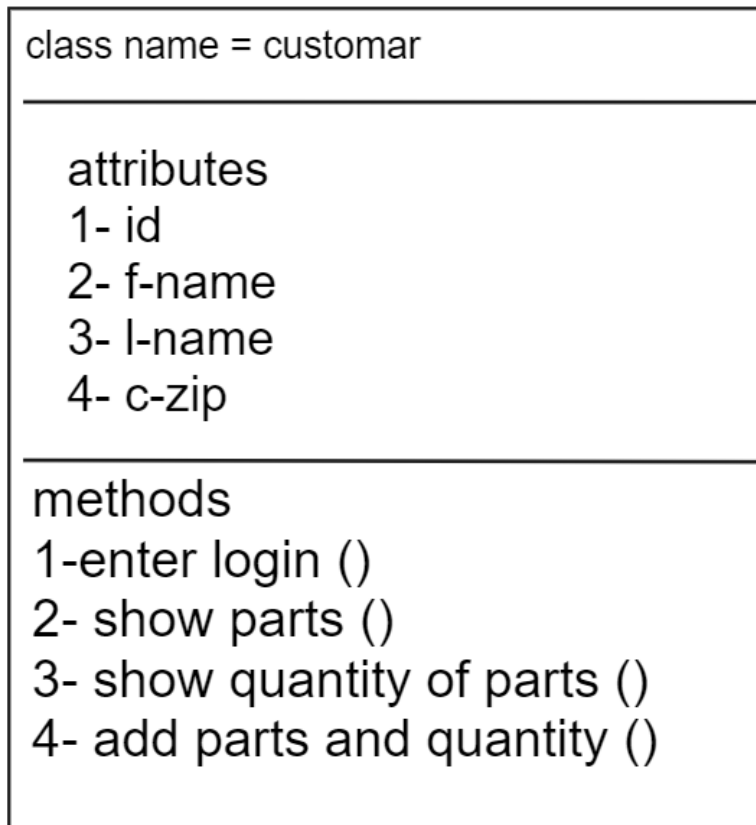 class name = customar
attributes
1- id
2- f-name
3- l-name
4- c-zip
methods
1-enter login ()
2- show parts ()
3- show quantity of parts ()
4- add parts and quantity ()